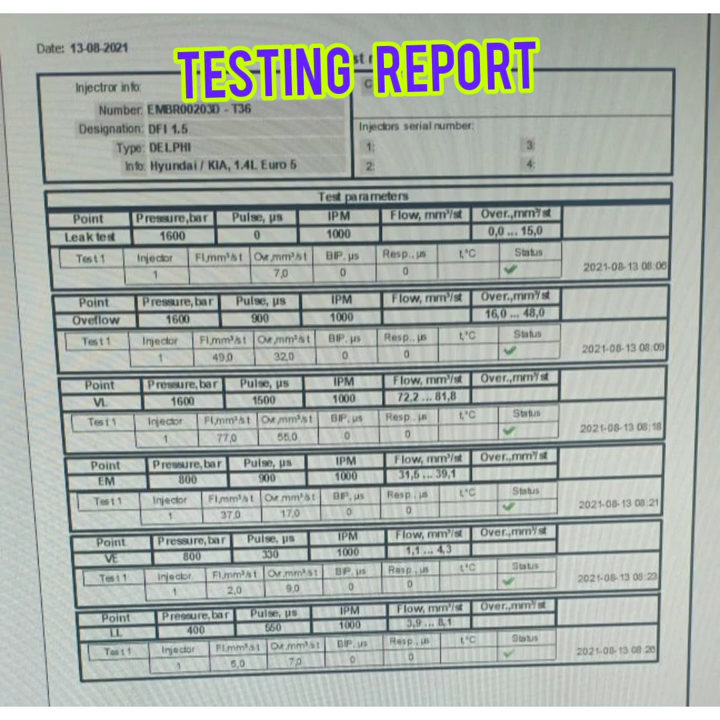 Date: 13-08-2021
TESTING REPORT
Injectror info:
Number: EMBR00203D - T36
Designation: DFI 1.5
Type: DELPHI
Info: Hyundai / KIA, 1.4L Euro 5
Injectors serial number:
1: 3:
2: 4:
Test parameters
Point Pressure,bar Pulse, µs IPM Flow, mm³/st Over.,mm³/st
Leak test 1600 0 1000 0,0 ... 15,0
Test 1 Injector Fl,mm³/st Ovr,mm³/st BIP, µs Resp., µs t,°C Status
1 7,0 0 0 2021-08-13 08:06
Point Pressure,bar Pulse, µs IPM Flow, mm³/st Over.,mm³/st
Oveflow 1600 900 1000 16,0 ... 48,0
Test 1 Injector Fl,mm³/st Ovr,mm³/st BIP, µs Resp., µs t,°C Status
1 49,0 32,0 0 0 2021-08-13 08:09
Point Pressure,bar Pulse, µs IPM Flow, mm³/st Over.,mm³/st
VL 1600 1500 1000 72,2 ... 81,8
Test 1 Injector Fl,mm³/st Ovr,mm³/st BIP, µs Resp., µs t,°C Status
1 77,0 55,0 0 0 2021-08-13 08:18
Point Pressure,bar Pulse, µs IPM Flow, mm³/st Over.,mm³/st
EM 800 900 1000 31,5 ... 39,1
Test 1 Injector Fl,mm³/st Ovr,mm³/st BIP, µs Resp., µs t,°C Status
1 37,0 17,0 0 0 2021-08-13 08:21
Point Pressure,bar Pulse, µs IPM Flow, mm³/st Over.,mm³/st
VE 800 330 1000 1,1 ... 4,3
Test 1 Injector Fl,mm³/st Ovr,mm³/st BIP, µs Resp., µs t,°C Status
1 2,0 9,0 0 0 2021-08-13 08:23
Point Pressure,bar Pulse, µs IPM Flow, mm³/st Over.,mm³/st
LL 400 550 1000 3,9 ... 8,1
Test 1 Injector Fl,mm³/st Ovr,mm³/st BIP, µs Resp., µs t,°C Status
1 6,0 7,0 0 0 2021-08-13 08:26